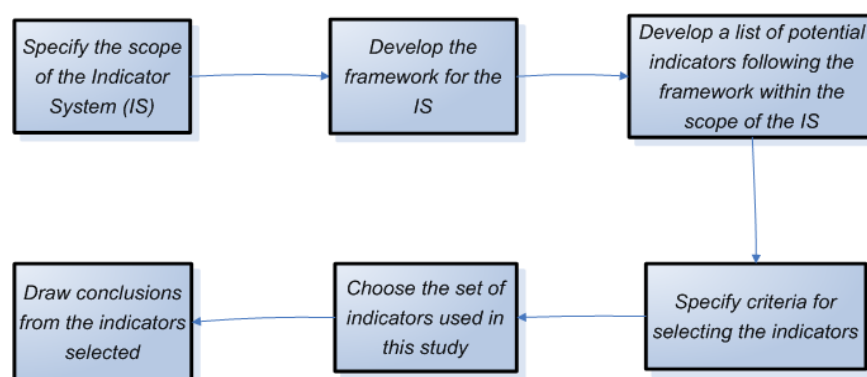 Specify the scope
of the Indicator
System (IS)
Develop the
framework for the
IS
Develop a list of potential
indicators following the
framework within the
scope of the IS
Specify criteria for
selecting the indicators
Choose the set of
indicators used in
this study
Draw conclusions
from the indicators
selected